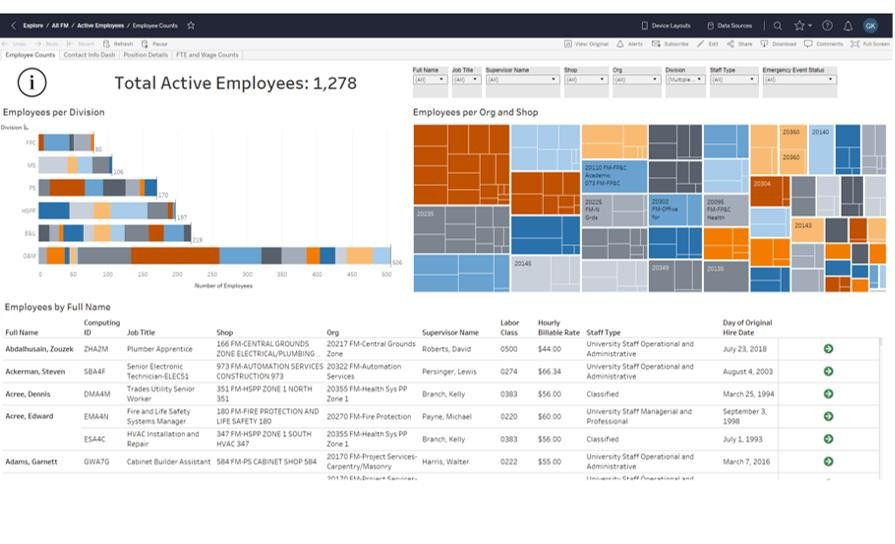 Explore / All FM / Active Employees / Employee Counts
Device Layouts Data Sources GK
Undo Redo Revert Refresh Pause
View: Original Alerts Subscribe Edit Share Download Comments Full Screen
Employee Counts Contact Info Dash Position Details FTE and Wage Counts
Total Active Employees: 1,278
Full Name Job Title Supervisor Name Shop Org Division Staff Type Emergency Event Status
(All) (All) (All) (All) (All) (Multiple... (All) (All)
Employees per Division
Employees per Org and Shop
Division
FPC 80
MS 106
PS 170
HSPP 197
E&U 219
O&M 506
0 50 100 150 200 250 300 350 400 450 500
Number of Employees
20235
20145
20110 FM-FP&C
Academic
073 FM-FP&C
20225
FM-N
Grds
20302
FM-Office
for
20349
20095
FM-FP&C
Health
20135
20360
20360
20140
20304
20143
Employees by Full Name
Full Name Computing ID Job Title Shop Org Supervisor Name Labor Class Hourly Billable Rate Staff Type Day of Original Hire Date
Abdalhusain, Zouzek ZHA2M Plumber Apprentice 166 FM-CENTRAL GROUNDS ZONE ELECTRICAL/PLUMBING... 20217 FM-Central Grounds Zone Roberts, David 0500 $44.00 University Staff Operational and Administrative July 23, 2018
Ackerman, Steven SBA4F Senior Electronic Technician-ELEC51 973 FM-AUTOMATION SERVICES CONSTRUCTION 973 20322 FM-Automation Services Persinger, Lewis 0274 $66.34 University Staff Operational and Administrative August 4, 2003
Acree, Dennis DMA4M Trades Utility Senior Worker 351 FM-HSPP ZONE 1 NORTH 351 20355 FM-Health Sys PP Zone 1 Branch, Kelly 0383 $56.00 Classified March 25, 1994
Acree, Edward EMA4N Fire and Life Safety Systems Manager 180 FM-FIRE PROTECTION AND LIFE SAFETY 180 20270 FM-Fire Protection Payne, Michael 0220 $60.00 University Staff Managerial and Professional September 3, 1998
ESA4C HVAC Installation and Repair 347 FM-HSPP ZONE 1 SOUTH HVAC 347 20355 FM-Health Sys PP Zone 1 Branch, Kelly 0383 $56.00 Classified July 1, 1993
Adams, Garnett GWA7G Cabinet Builder Assistant 584 FM-PS CABINET SHOP 584 20170 FM-Project Services-Carpentry/Masonry Harris, Walter 0222 $55.00 University Staff Operational and Administrative March 7, 2016
20170 FM-Project Services- University Staff Operational and